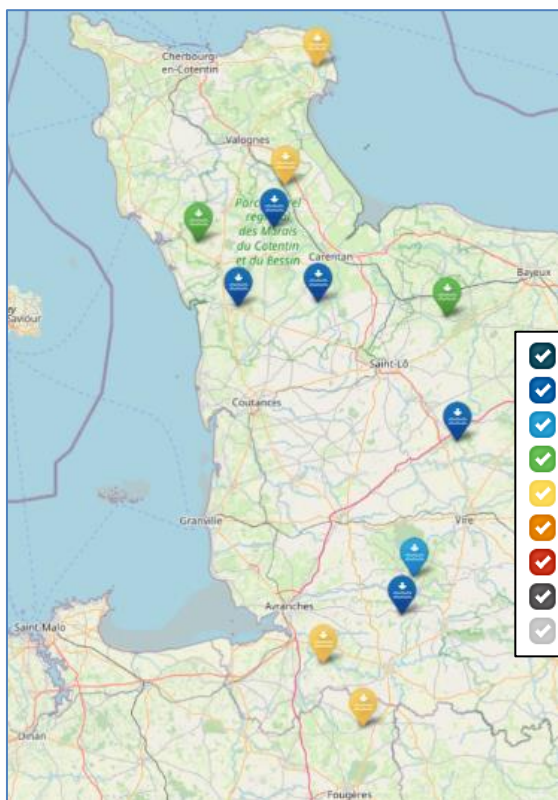 Cherbourg-
en-Cotentin
Valognes
régional
des Marais
du Cotentin
et du Bessin
Carentan
Bayeux
Saviour
Saint-Lô
Coutances
Granville
Vire
Avranches
Saint-Malo
Dinan
Fougères